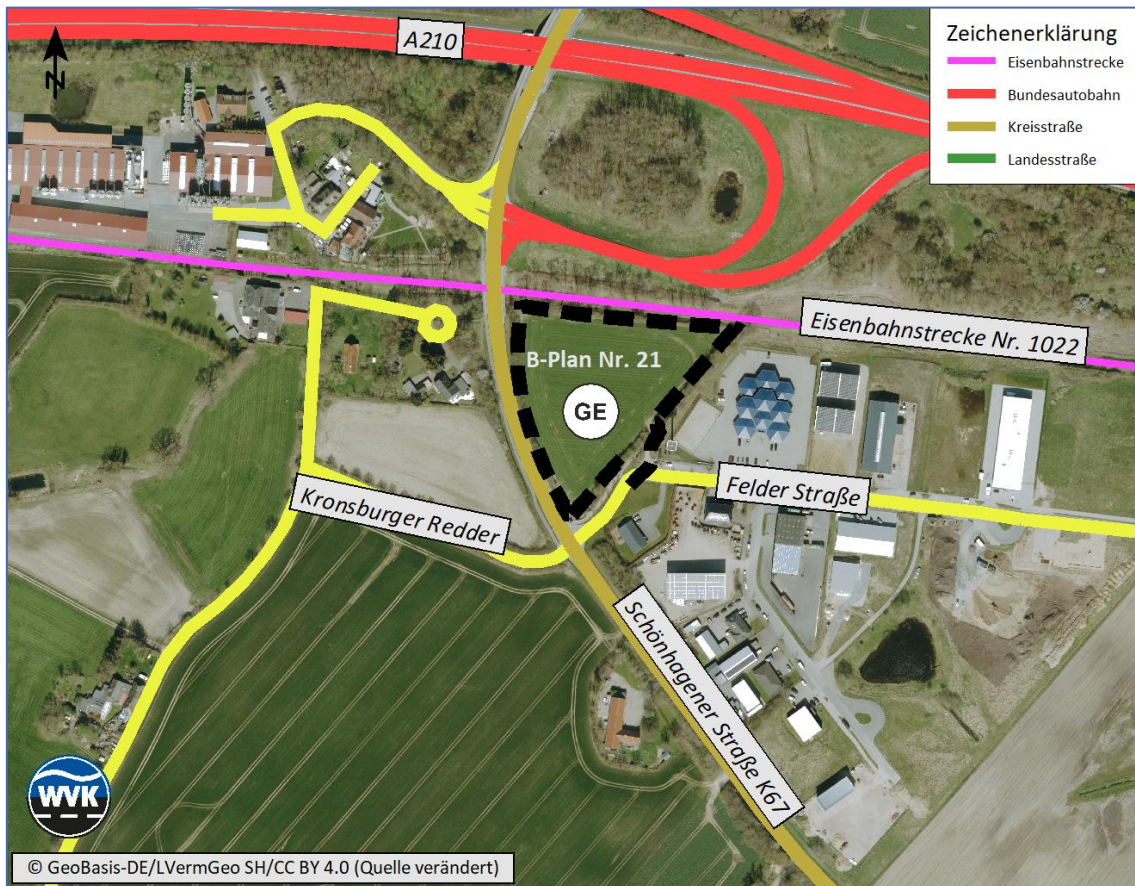 A210
N
Zeichenerklärung
Eisenbahnstrecke
Bundesautobahn
Kreisstraße
Landesstraße
Eisenbahnstrecke Nr. 1022
B-Plan Nr. 21
GE
Felder Straße
Kronsburger Redder
Schönhagener Straße K67
WVK
© GeoBasis-DE/LVermGeo SH/CC BY 4.0 (Quelle verändert)